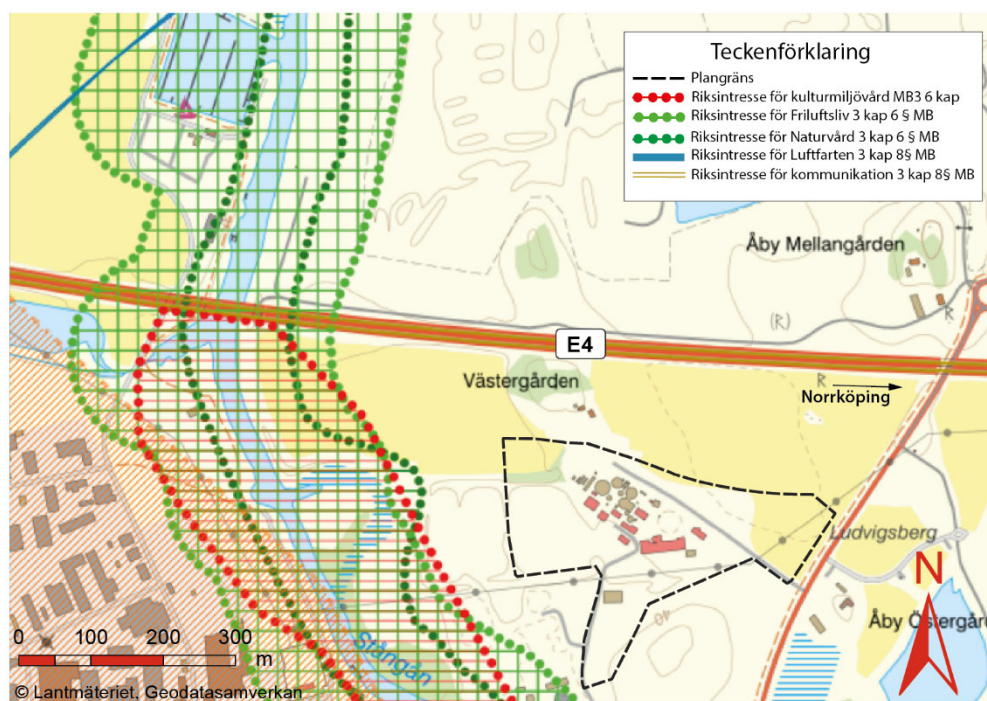 Teckenförklaring
Plangräns
Riksintresse för kulturmiljövård MB3 6 kap
Riksintresse för Friluftsliv 3 kap 6 § MB
Riksintresse för Naturvård 3 kap 6 § MB
Riksintresse för Luftfarten 3 kap 8§ MB
Riksintresse för kommunikation 3 kap 8§ MB
Åby Mellangården
R
(R)
E4
Västergården
R
Norrköping
Ludvigsberg
N
Åby Östergåru
Stångån
0 100 200 300
m
© Lantmäteriet, Geodatasamverkan